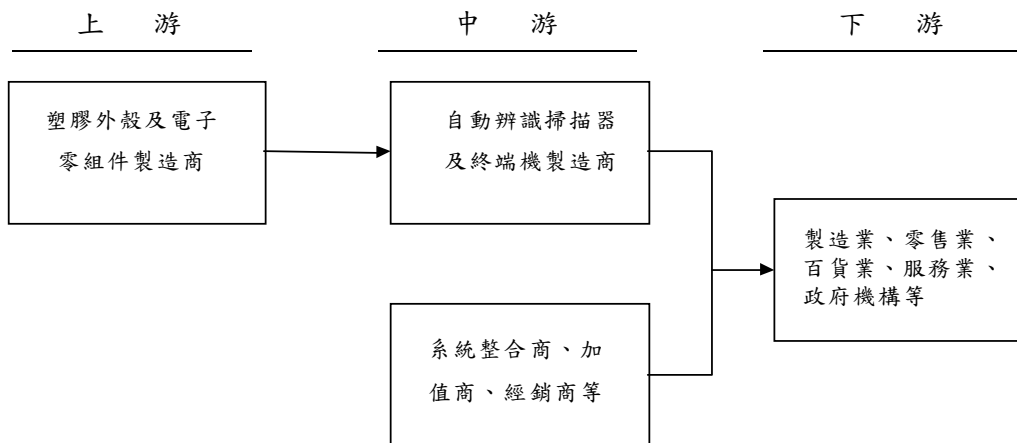 上 游
中 游
下 游
塑膠外殼及電子
零組件製造商
自動辨識掃描器
及終端機製造商
製造業、零售業、
百貨業、服務業、
政府機構等
系統整合商、加
值商、經銷商等